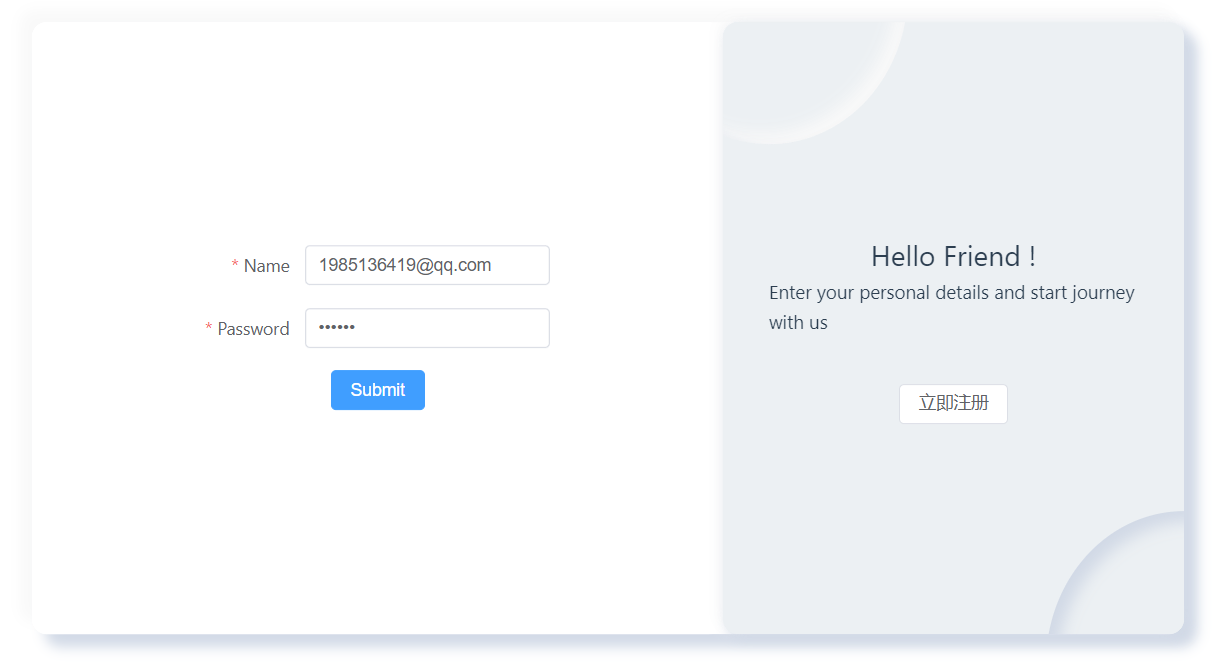 * Name
1985136419@qq.com
* Password
••••••
Submit
Hello Friend !
Enter your personal details and start journey
with us
立即注册